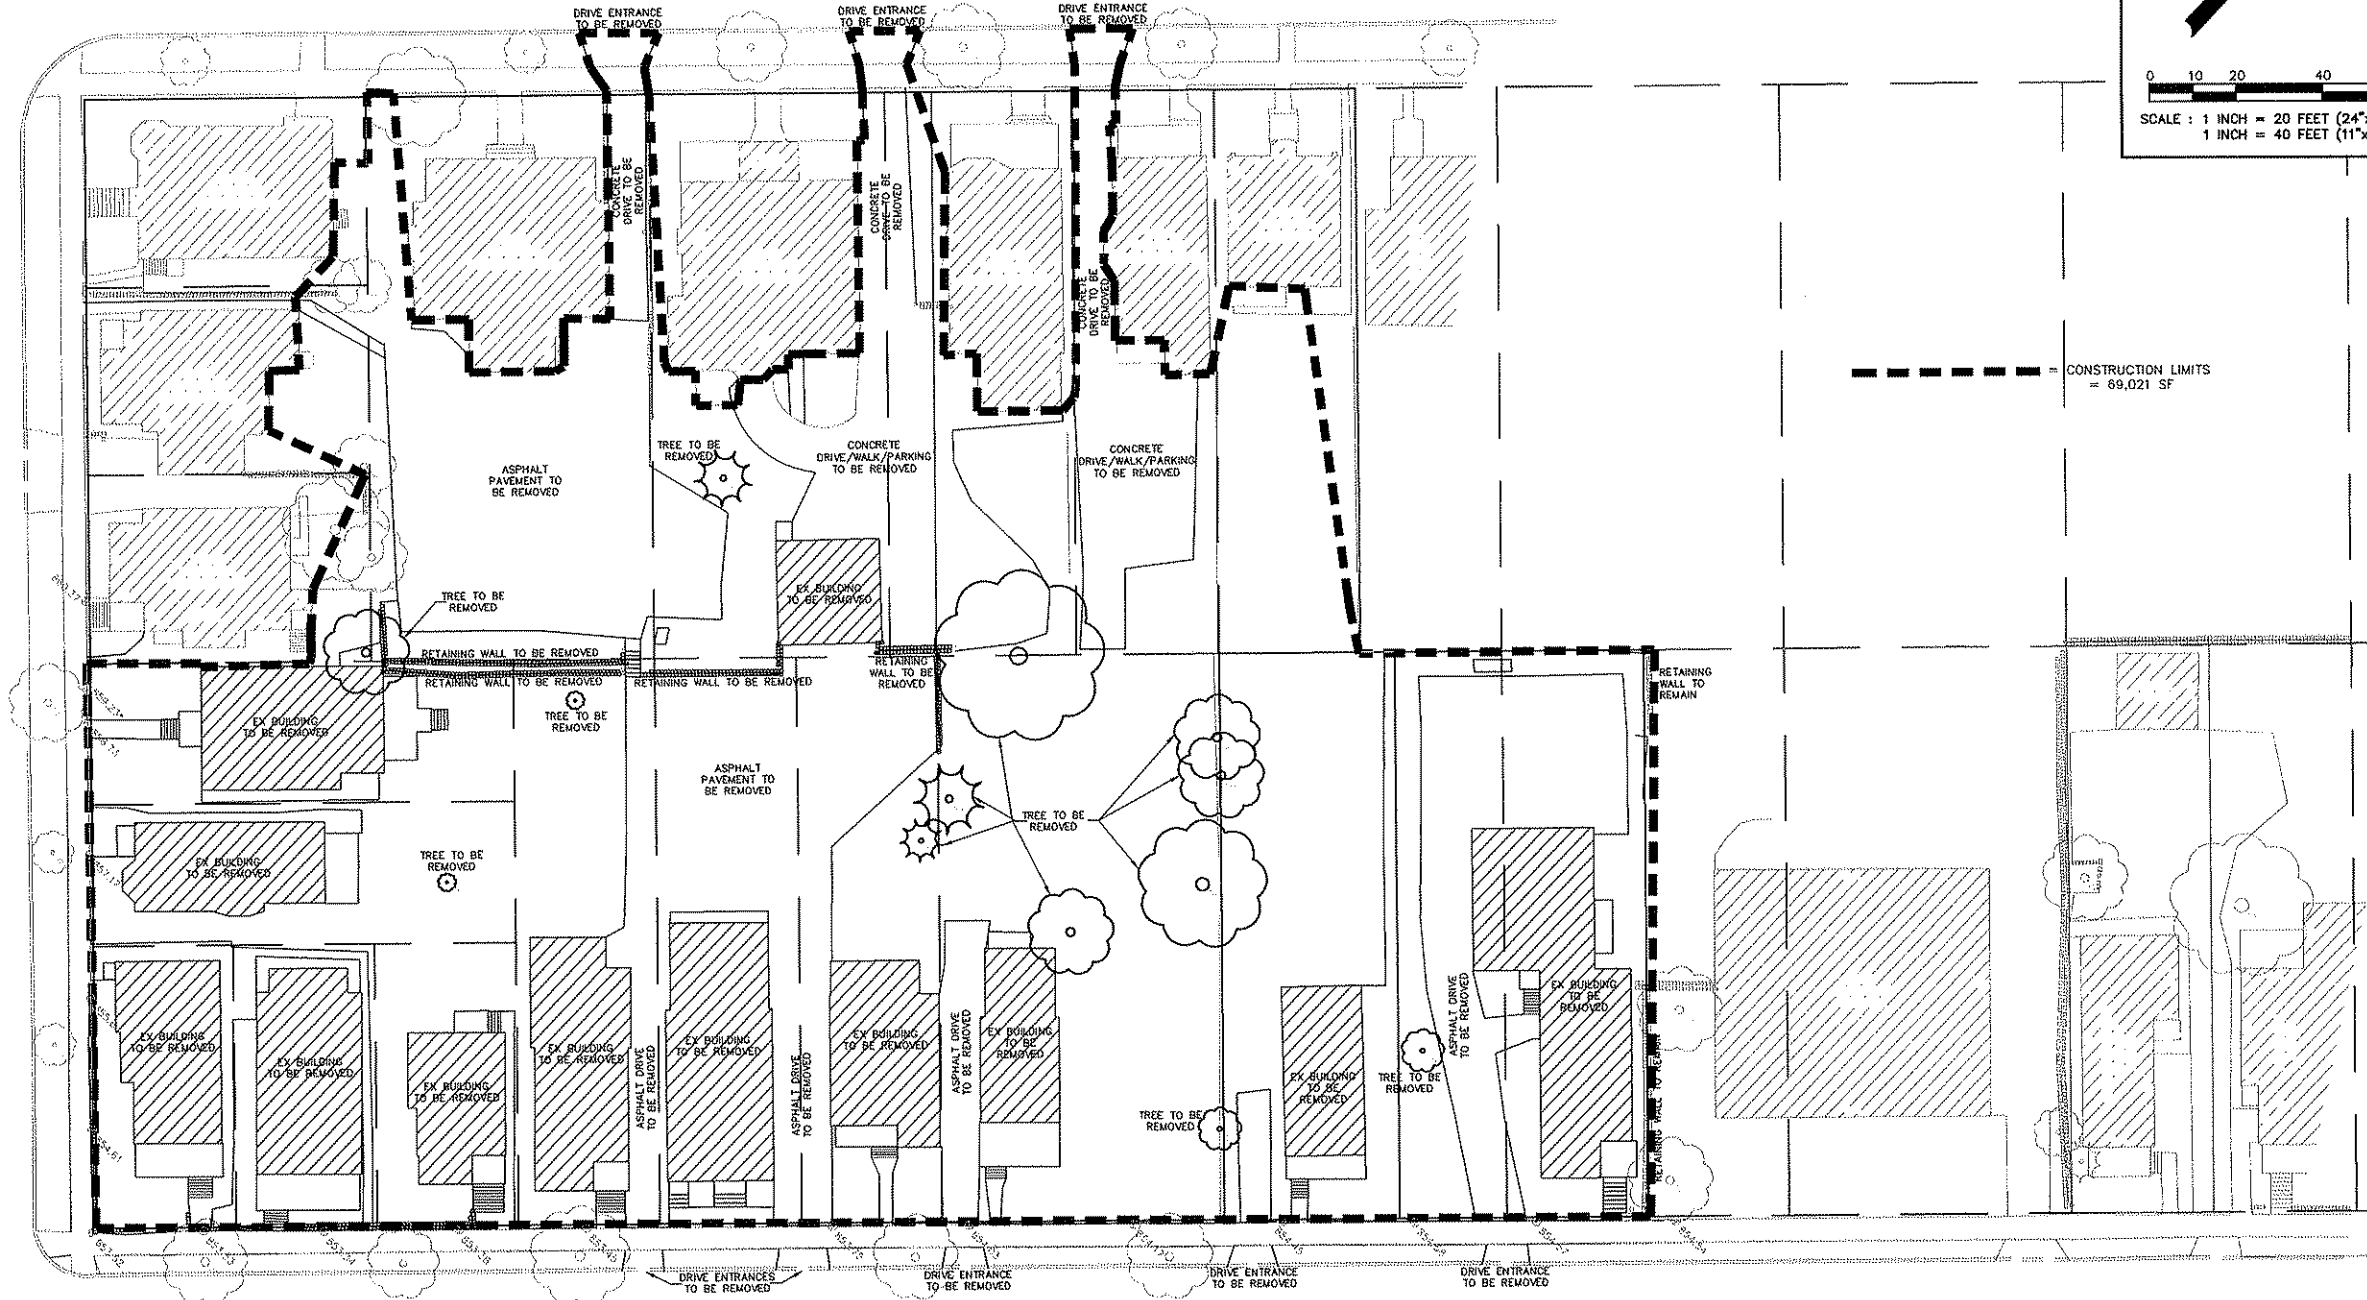 DRIVE ENTRANCE
TO BE REMOVED
DRIVE ENTRANCE
TO BE REMOVED
DRIVE ENTRANCE
TO BE REMOVED
0 10 20 40
SCALE : 1 INCH = 20 FEET (24"
1 INCH = 40 FEET (11"
CONCRETE
DRIVE TO BE
REMOVED
CONCRETE
DRIVE TO BE
REMOVED
CONCRETE
DRIVE TO BE
REMOVED
= CONSTRUCTION LIMITS
= 69,021 SF
ASPHALT
PAVEMENT TO
BE REMOVED
TREE TO BE
REMOVED
CONCRETE
DRIVE/WALK/PARKING
TO BE REMOVED
CONCRETE
DRIVE/WALK/PARKING
TO BE REMOVED
EX BUILDING
TO BE REMOVED
TREE TO BE
REMOVED
RETAINING WALL TO BE REMOVED
RETAINING WALL TO BE REMOVED
RETAINING WALL TO BE REMOVED
RETAINING
WALL TO BE
REMOVED
RETAINING
WALL TO
REMAIN
EX BUILDING
TO BE REMOVED
TREE TO BE
REMOVED
ASPHALT
PAVEMENT TO
BE REMOVED
TREE TO BE
REMOVED
EX BUILDING
TO BE REMOVED
TREE TO BE
REMOVED
EX BUILDING
TO BE REMOVED
EX BUILDING
TO BE REMOVED
EX BUILDING
TO BE REMOVED
EX BUILDING
TO BE REMOVED
ASPHALT DRIVE
TO BE REMOVED
EX BUILDING
TO BE REMOVED
ASPHALT DRIVE
TO BE REMOVED
EX BUILDING
TO BE REMOVED
ASPHALT DRIVE
TO BE REMOVED
EX BUILDING
TO BE
REMOVED
TREE TO BE
REMOVED
EX BUILDING
TO BE
REMOVED
TREE TO BE
REMOVED
ASPHALT DRIVE
TO BE REMOVED
EX BUILDING
TO BE
REMOVED
RETAINING WALL TO REMAIN
DRIVE ENTRANCES
TO BE REMOVED
DRIVE ENTRANCE
TO BE REMOVED
DRIVE ENTRANCE
TO BE REMOVED
DRIVE ENTRANCE
TO BE REMOVED